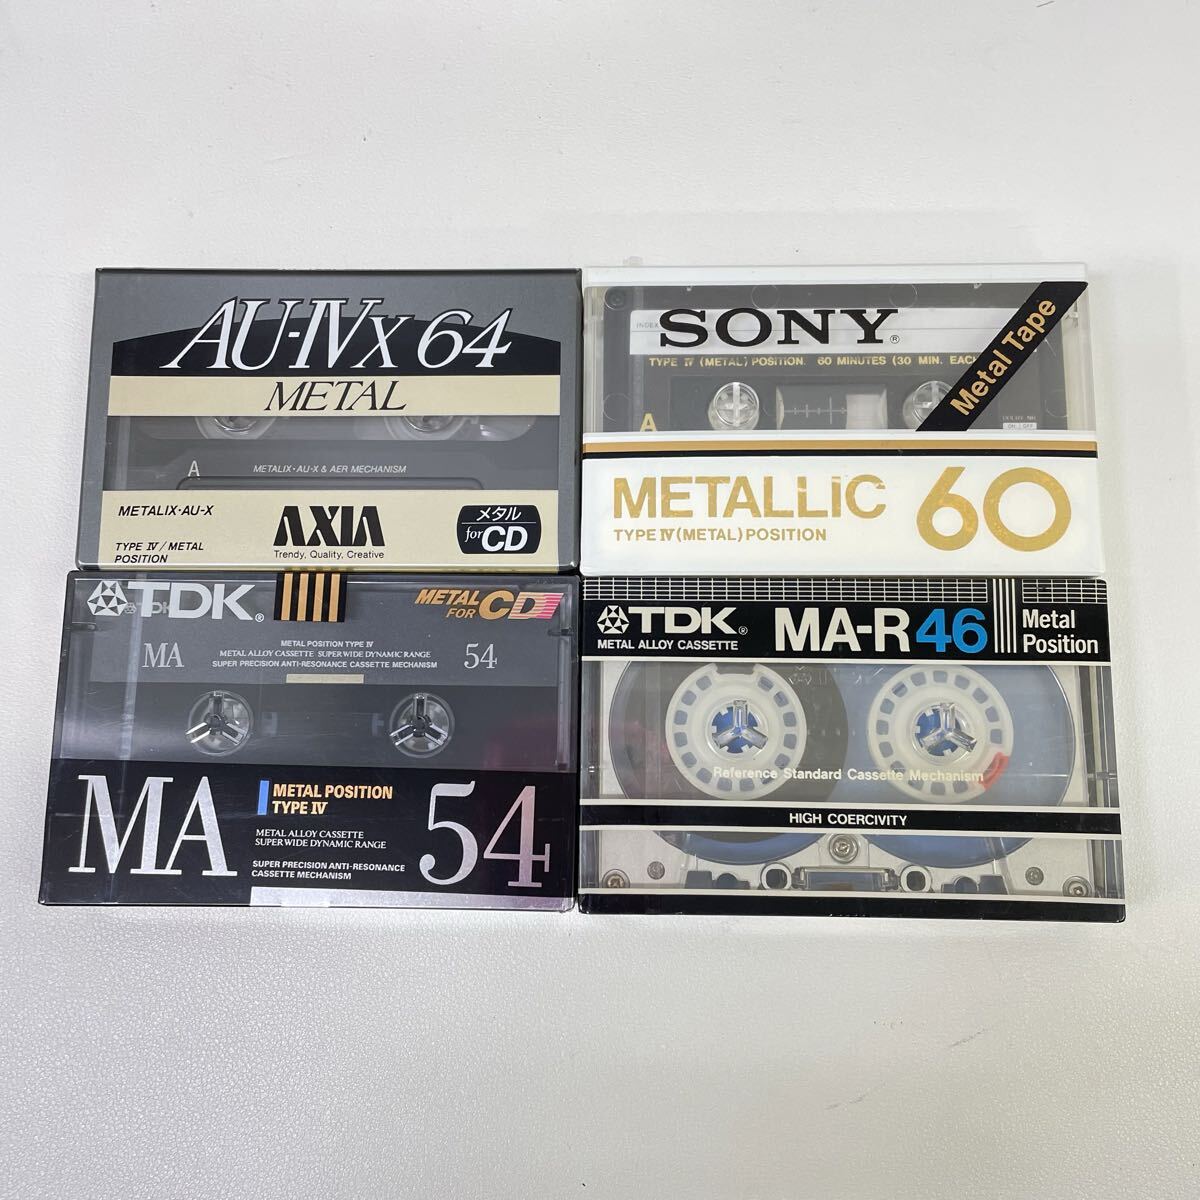 AU-IVx 64
METAL
A
METALIX•AU-X & AER MECHANISM
METALIX•AU-X
AXIA
Trendy, Quality, Creative
メタル
for CD
TYPE IV / METAL
POSITION
INDEX
SONY®
TYPE IV (METAL) POSITION. 60 MINUTES (30 MIN. EACH
Metal Tape
A
DOLBY NR
ON OFF
METALLIC 60
TYPE IV (METAL) POSITION
TDK®
METAL
FOR CD
METAL POSITION TYPE IV
MA
METAL ALLOY CASSETTE SUPER WIDE DYNAMIC RANGE
54
SUPER PRECISION ANTI-RESONANCE CASSETTE MECHANISM
MA
METAL POSITION
TYPE IV
54
METAL ALLOY CASSETTE
SUPER WIDE DYNAMIC RANGE
SUPER PRECISION ANTI-RESONANCE
CASSETTE MECHANISM
TDK®
METAL ALLOY CASSETTE
MA-R 46
Metal
Position
Reference Standard Cassette Mechanism
HIGH COERCIVITY